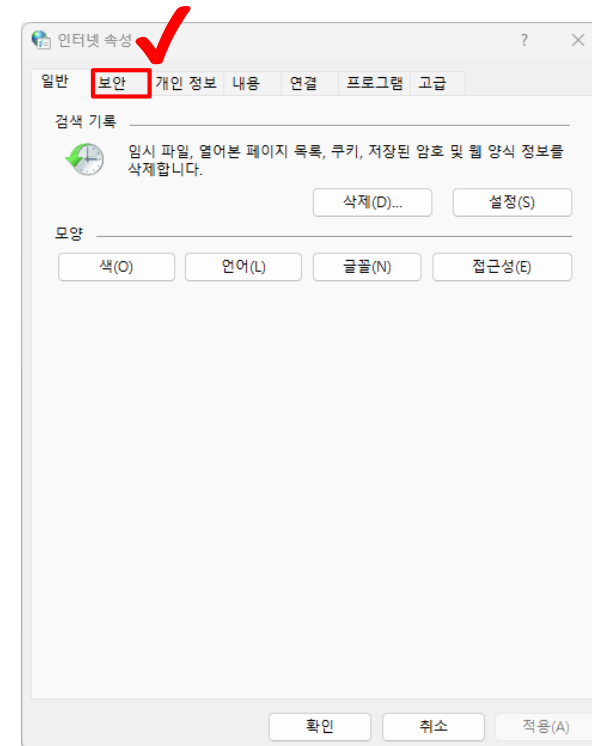 인터넷 속성
일반 보안 개인 정보 내용 연결 프로그램 고급
검색 기록
임시 파일, 열어본 페이지 목록, 쿠키, 저장된 암호 및 웹 양식 정보를
삭제합니다.
삭제(D)... 설정(S)
모양
색(O) 언어(L) 글꼴(N) 접근성(E)
확인 취소 적용(A)